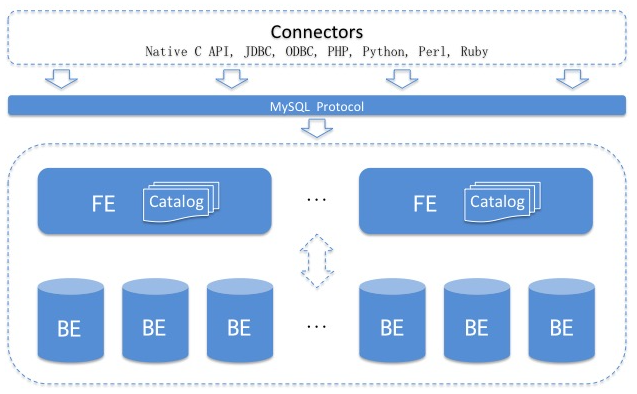 Connectors
Native C API, JDBC, ODBC, PHP, Python, Perl, Ruby
MySQL Protocol
FE Catalog ... FE Catalog
BE BE BE ... BE BE BE